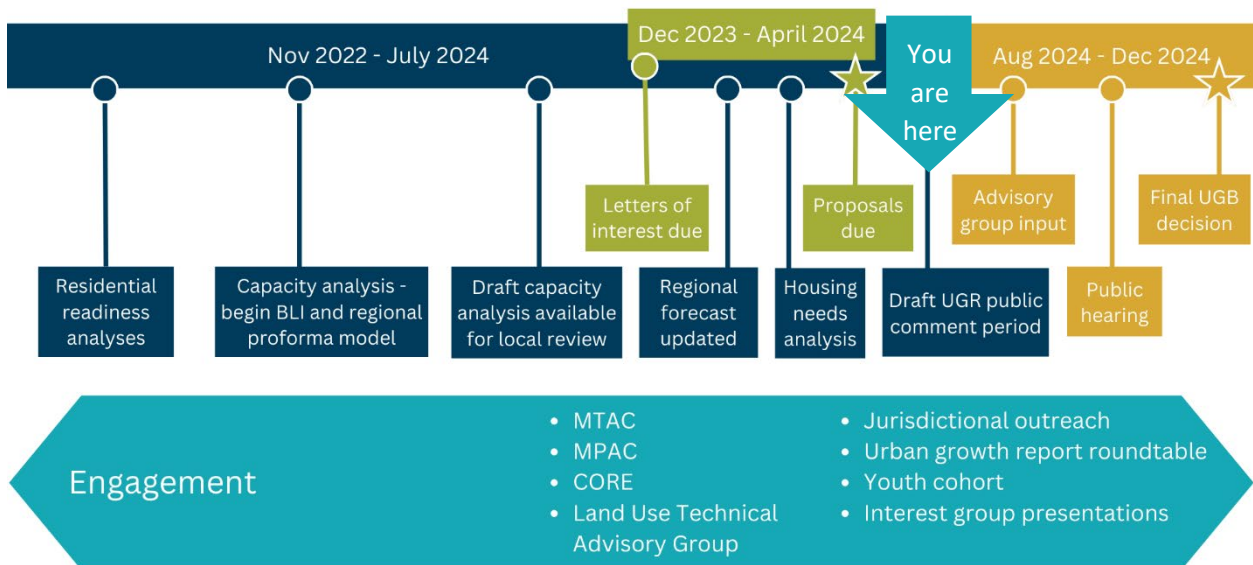 Nov 2022 - July 2024
Dec 2023 - April 2024
You
are
here
Aug 2024 - Dec 2024
Letters of
interest due
Proposals
due
Advisory
group input
Final UGB
decision
Residential
readiness
analyses
Capacity analysis -
begin BLI and regional
proforma model
Draft capacity
analysis available
for local review
Regional
forecast
updated
Housing
needs
analysis
Draft UGR public
comment period
Public
hearing
Engagement
• MTAC
• MPAC
• CORE
• Land Use Technical
Advisory Group
• Jurisdictional outreach
• Urban growth report roundtable
• Youth cohort
• Interest group presentations